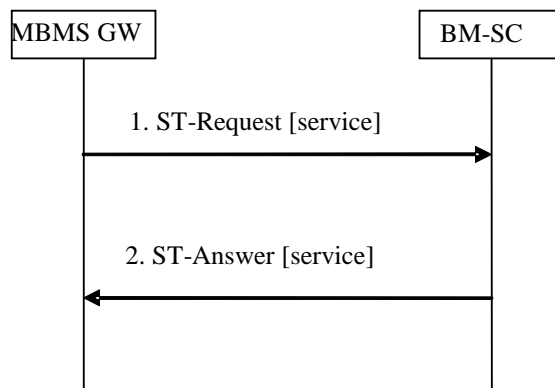 MBMS GW
BM-SC
1. ST-Request [service]
2. ST-Answer [service]